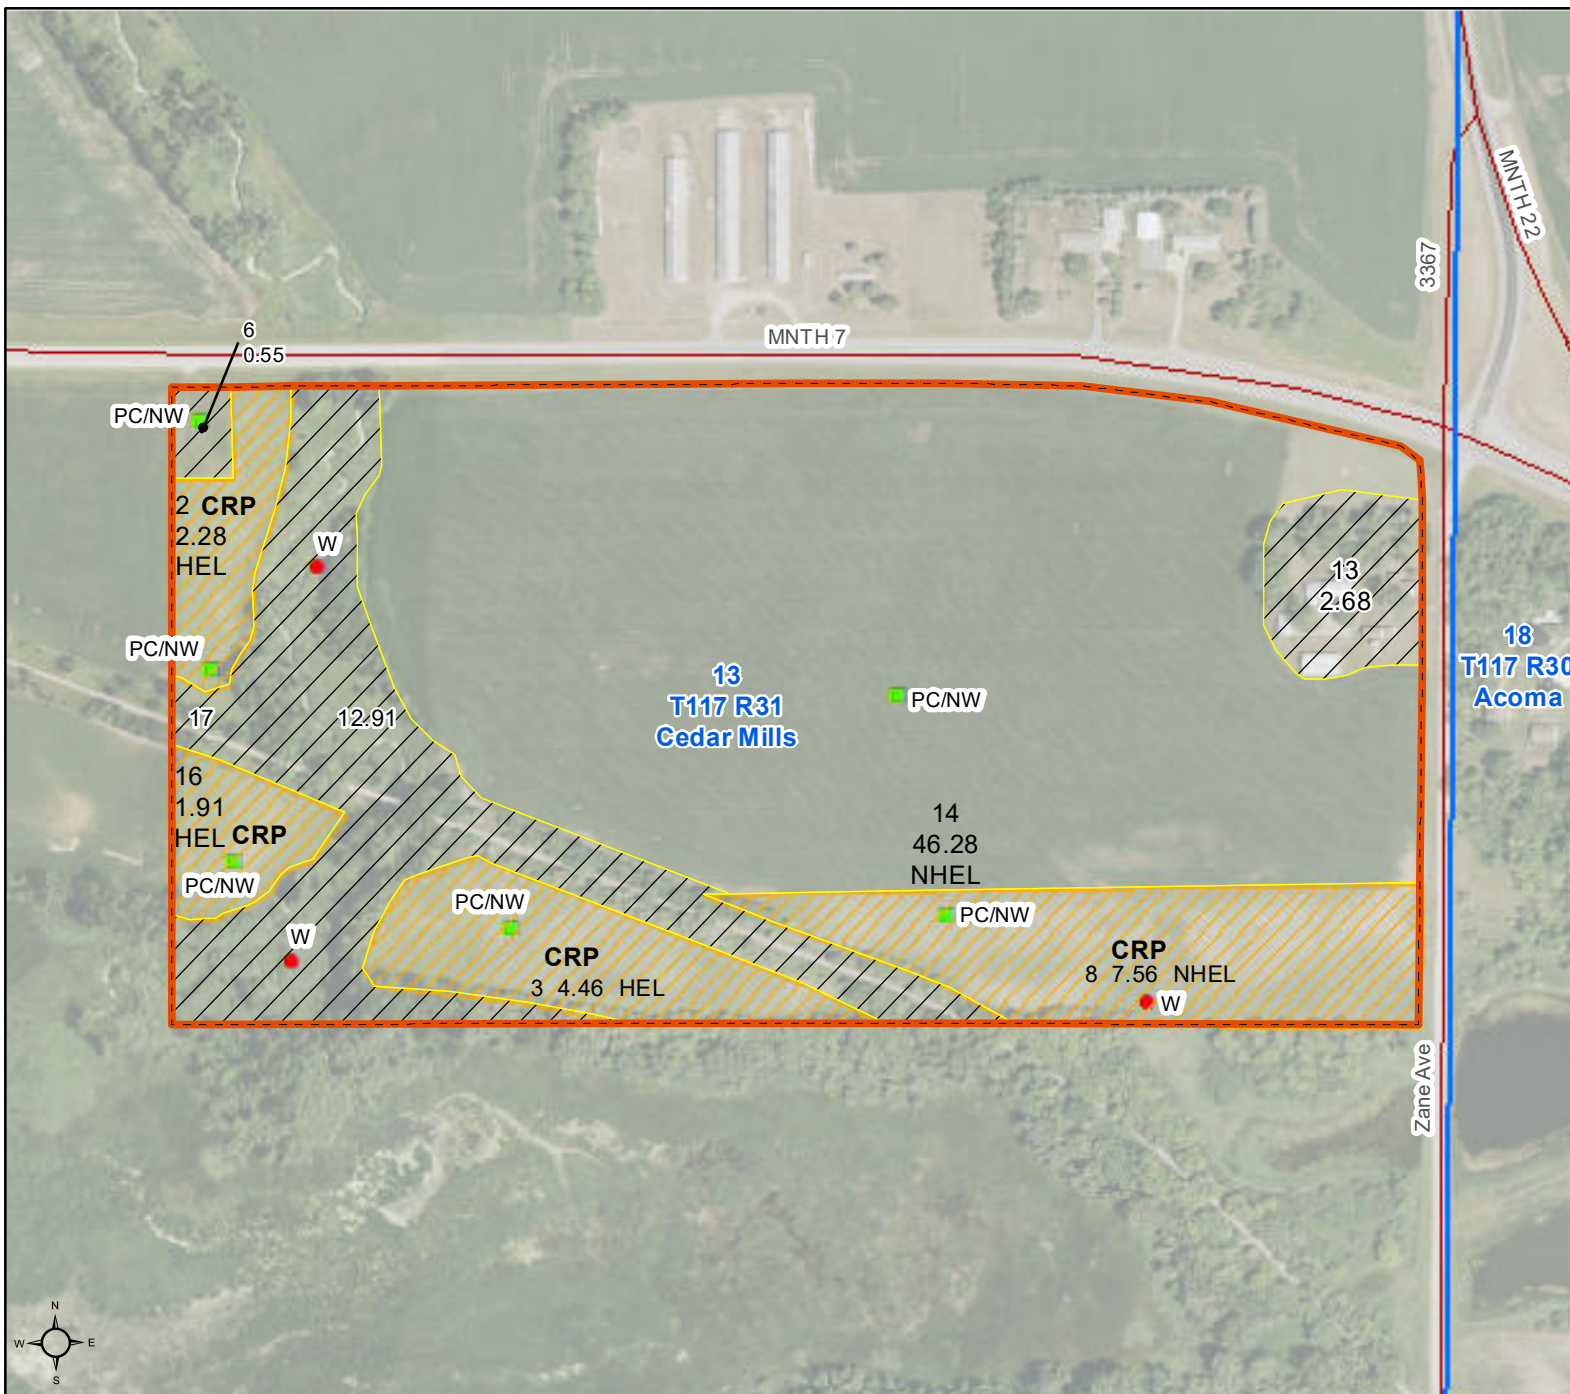 MNTH 22
3367
MNTH 7
6
0.55
PC/NW
2 CRP
2.28
HEL
W
13
2.68
PC/NW
18
T117 R30
Acoma
13
T117 R31
Cedar Mills
PC/NW
17
12.91
16
1.91
HEL CRP
PC/NW
14
46.28
NHEL
PC/NW
PC/NW
W
CRP
3 4.46 HEL
CRP
8 7.56 NHEL
W
Zane Ave
N
W E
S